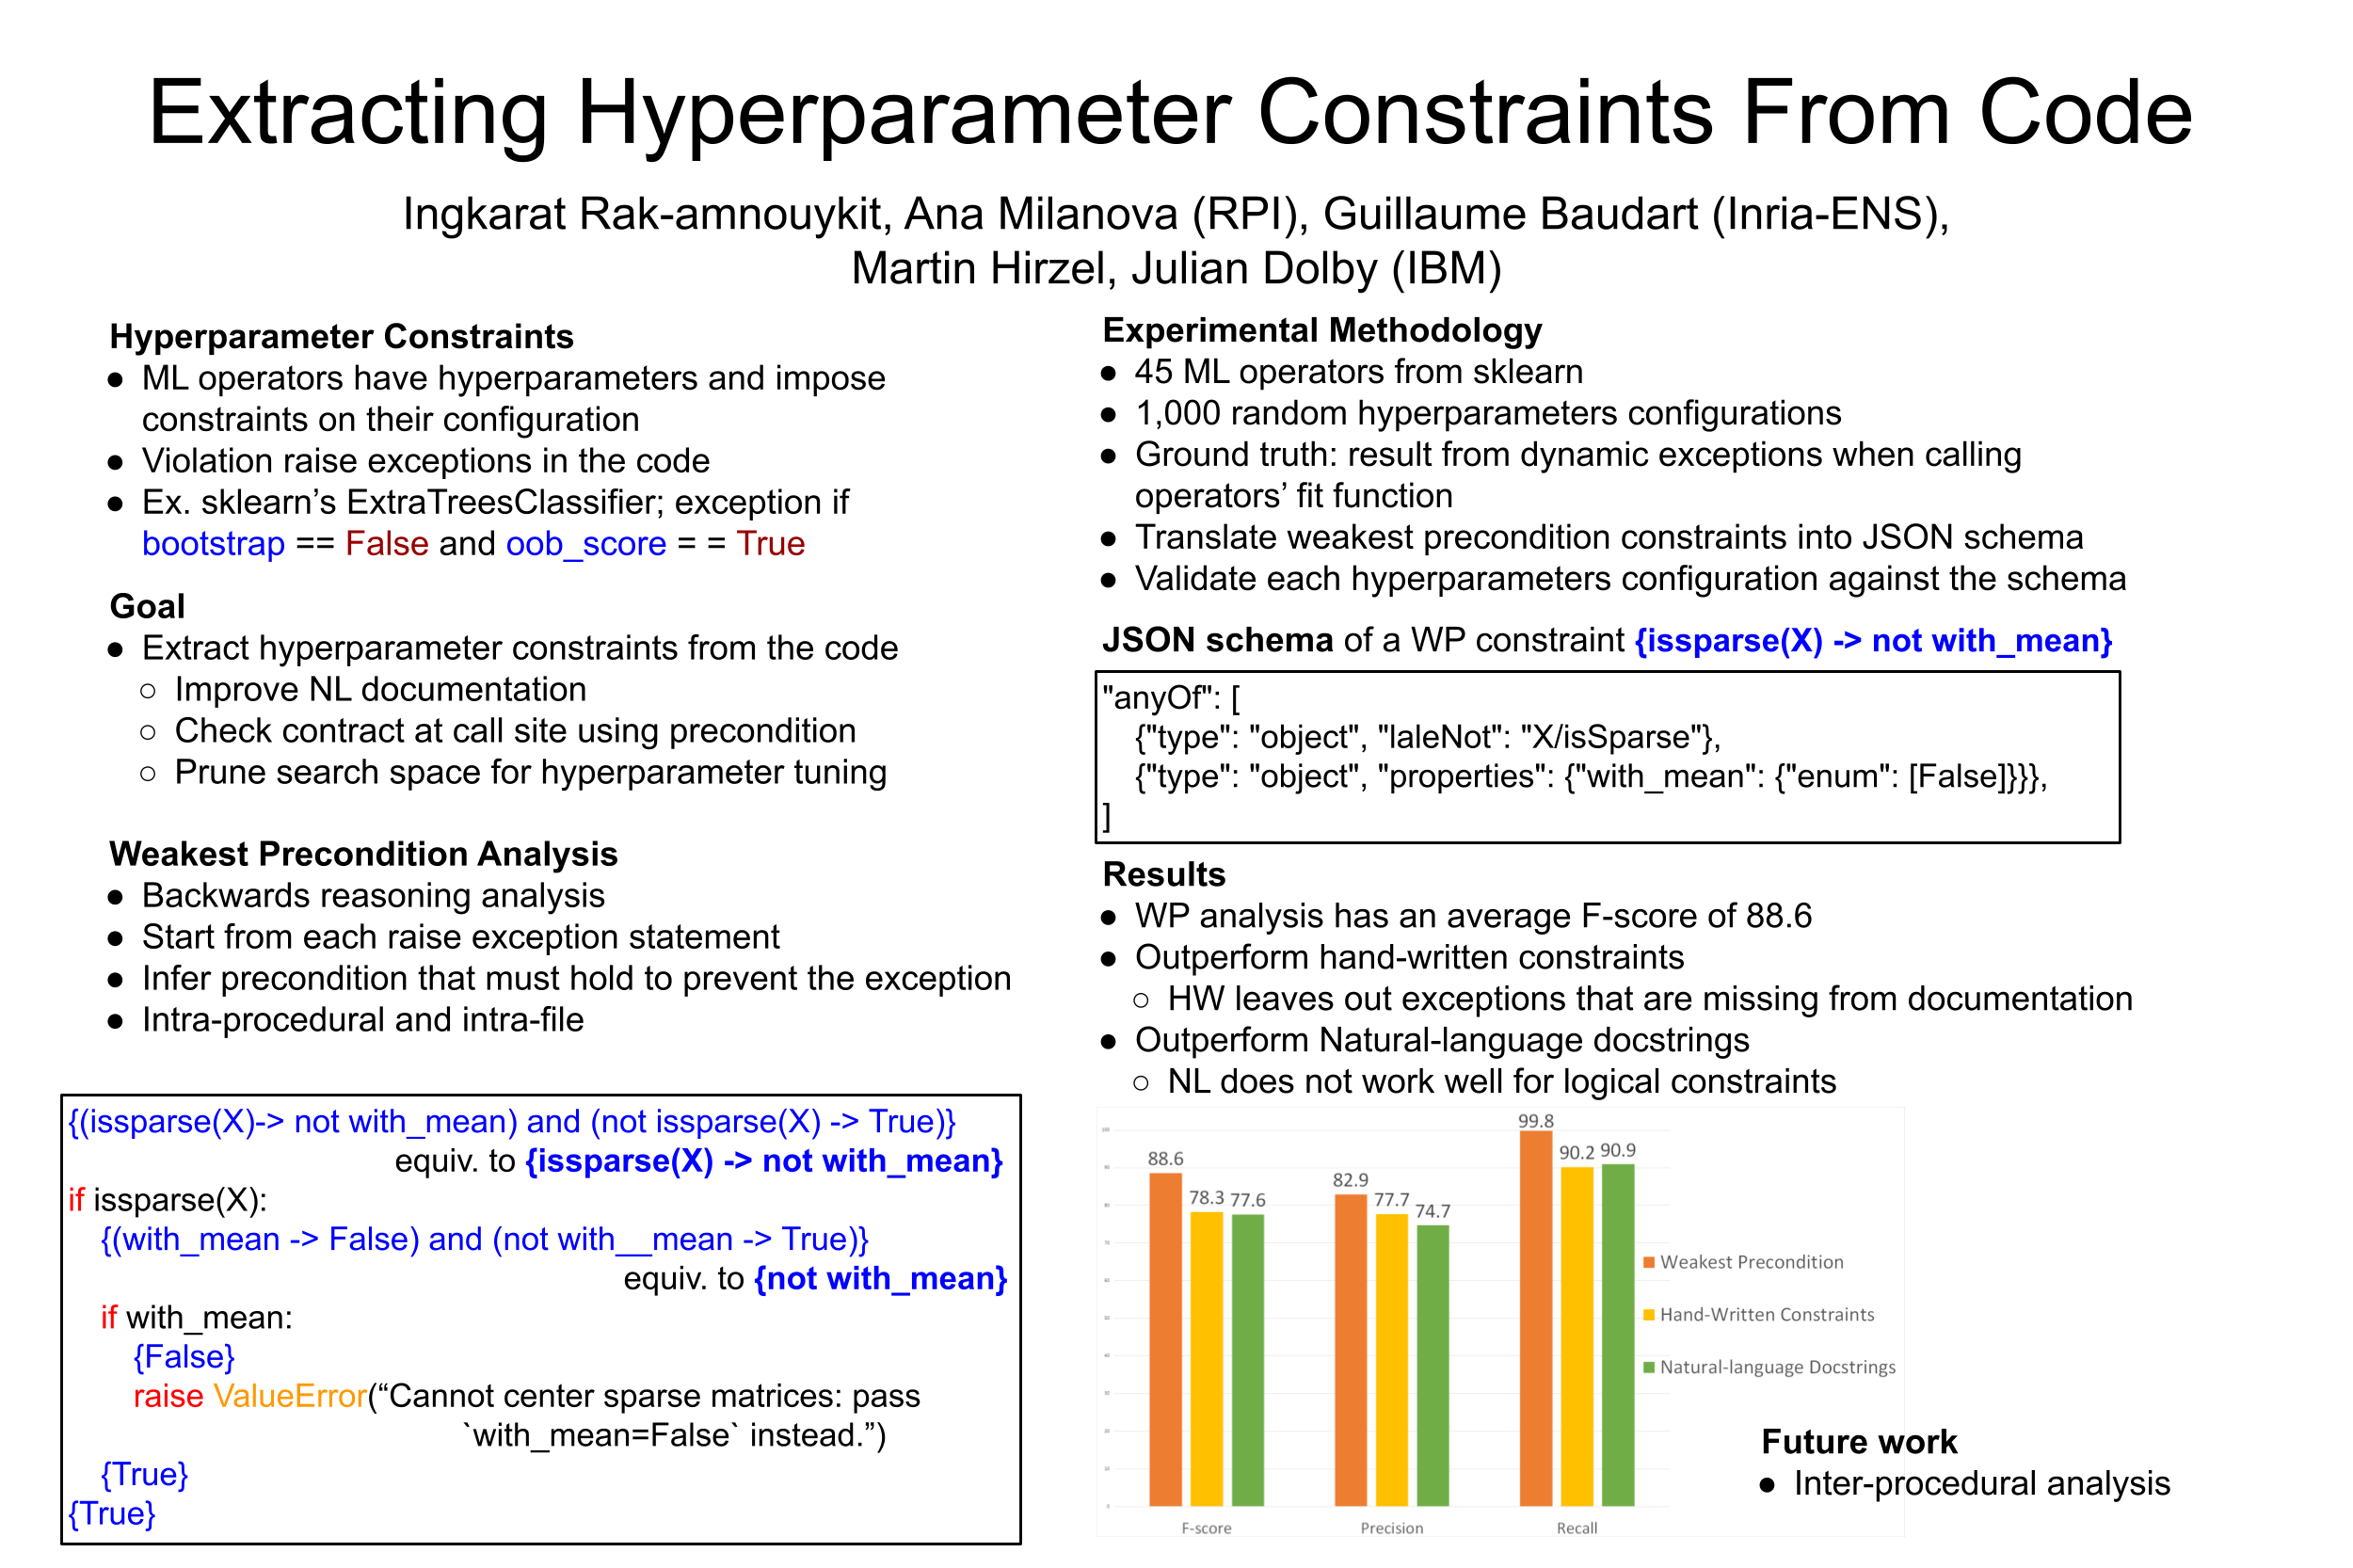 Extracting Hyperparameter Constraints From Code
Ingkarat Rak-amnouykit, Ana Milanova (RPI), Guillaume Baudart (Inria-ENS),
Martin Hirzel, Julian Dolby (IBM)
Hyperparameter Constraints
● ML operators have hyperparameters and impose
constraints on their configuration
● Violation raise exceptions in the code
● Ex. sklearn’s ExtraTreesClassifier; exception if
bootstrap == False and oob_score = = True
Goal
● Extract hyperparameter constraints from the code
○ Improve NL documentation
○ Check contract at call site using precondition
○ Prune search space for hyperparameter tuning
Weakest Precondition Analysis
● Backwards reasoning analysis
● Start from each raise exception statement
● Infer precondition that must hold to prevent the exception
● Intra-procedural and intra-file
{(issparse(X)-> not with_mean) and (not issparse(X) -> True)}
equiv. to {issparse(X) -> not with_mean}
if issparse(X):
{(with_mean -> False) and (not with__mean -> True)}
equiv. to {not with_mean}
if with_mean:
{False}
raise ValueError(“Cannot center sparse matrices: pass
`with_mean=False` instead.”)
{True}
{True}
Experimental Methodology
● 45 ML operators from sklearn
● 1,000 random hyperparameters configurations
● Ground truth: result from dynamic exceptions when calling
operators’ fit function
● Translate weakest precondition constraints into JSON schema
● Validate each hyperparameters configuration against the schema
JSON schema of a WP constraint {issparse(X) -> not with_mean}
"anyOf": [
{"type": "object", "laleNot": "X/isSparse"},
{"type": "object", "properties": {"with_mean": {"enum": [False]}}},
]
Results
● WP analysis has an average F-score of 88.6
● Outperform hand-written constraints
○ HW leaves out exceptions that are missing from documentation
● Outperform Natural-language docstrings
○ NL does not work well for logical constraints
100
90
80
70
60
50
40
30
20
10
0
88.6
78.3 77.6
82.9
77.7
74.7
99.8
90.2 90.9
F-score
Precision
Recall
Weakest Precondition
Hand-Written Constraints
Natural-language Docstrings
Future work
● Inter-procedural analysis